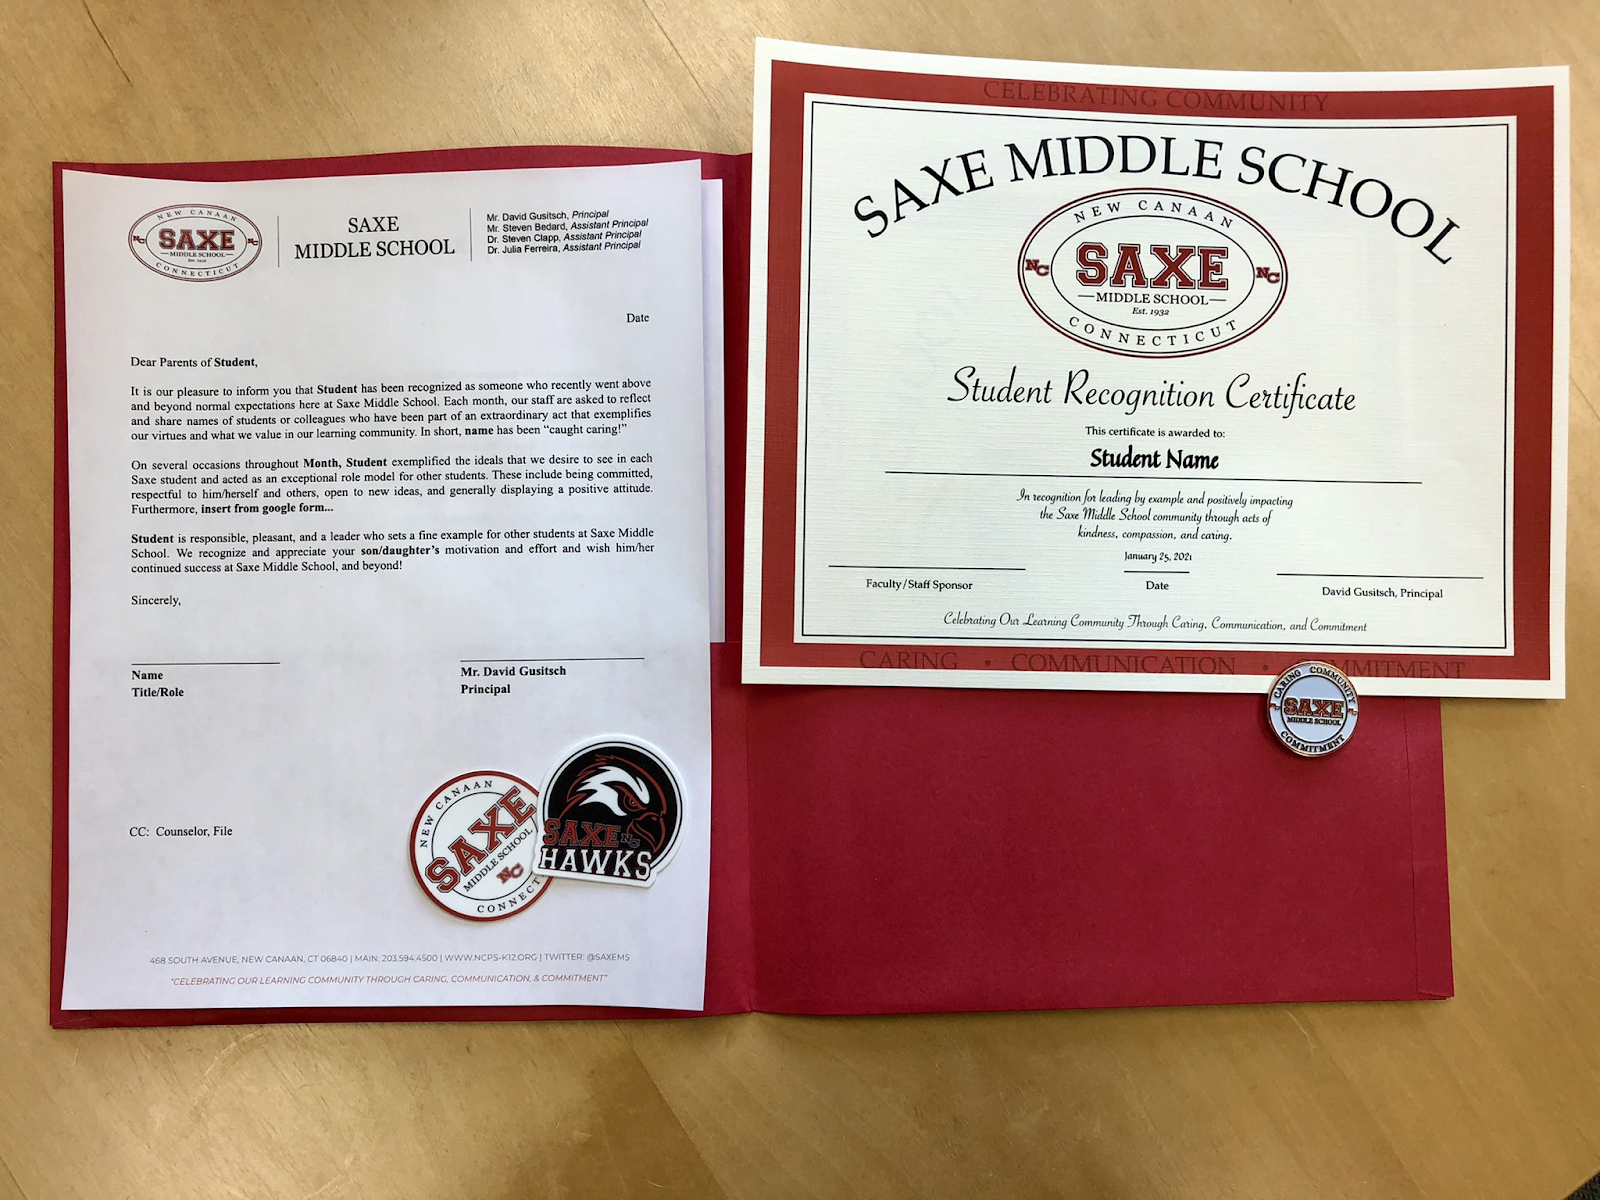 NEW CANAAN
NC SAXE NC
MIDDLE SCHOOL
Est. 1932
CONNECTICUT
SAXE
MIDDLE SCHOOL
Mr. David Gusitsch, Principal
Mr. Steven Bedard, Assistant Principal
Dr. Steven Clapp, Assistant Principal
Dr. Julia Ferreira, Assistant Principal
Date
Dear Parents of Student,
It is our pleasure to inform you that Student has been recognized as someone who recently went above
and beyond normal expectations here at Saxe Middle School. Each month, our staff are asked to reflect
and share names of students or colleagues who have been part of an extraordinary act that exemplifies
our virtues and what we value in our learning community. In short, name has been “caught caring!”
On several occasions throughout Month, Student exemplified the ideals that we desire to see in each
Saxe student and acted as an exceptional role model for other students. These include being committed,
respectful to him/herself and others, open to new ideas, and generally displaying a positive attitude.
Furthermore, insert from google form...
Student is responsible, pleasant, and a leader who sets a fine example for other students at Saxe Middle
School. We recognize and appreciate your son/daughter’s motivation and effort and wish him/her
continued success at Saxe Middle School, and beyond!
Sincerely,
Name
Title/Role
Mr. David Gusitsch
Principal
CC: Counselor, File
NEW CANAAN
SAXE
MIDDLE SCHOOL
NC
CONNECT
SAXE NC
HAWKS
468 SOUTH AVENUE, NEW CANAAN, CT 06840 | MAIN. 203.594.4500 | WWW.NCPS-K12.ORG | TWITTER: @SAXEMS
"CELEBRATING OUR LEARNING COMMUNITY THROUGH CARING, COMMUNICATION, & COMMITMENT"
CELEBRATING COMMUNITY
SAXE MIDDLE SCHOOL
NEW CANAAN
NC SAXE NC
MIDDLE SCHOOL
Est. 1932
CONNECTICUT
Student Recognition Certificate
This certificate is awarded to:
Student Name
In recognition for leading by example and positively impacting
the Saxe Middle School community through acts of
kindness, compassion, and caring.
January 25, 2021
Faculty/Staff Sponsor
Date
David Gusitsch, Principal
Celebrating Our Learning Community Through Caring, Communication, and Commitment
CARING • COMMUNICATION • MMITMENT
CARING COMMUNITY
NC SAXE NC
MIDDLE SCHOOL
COMMITMENT